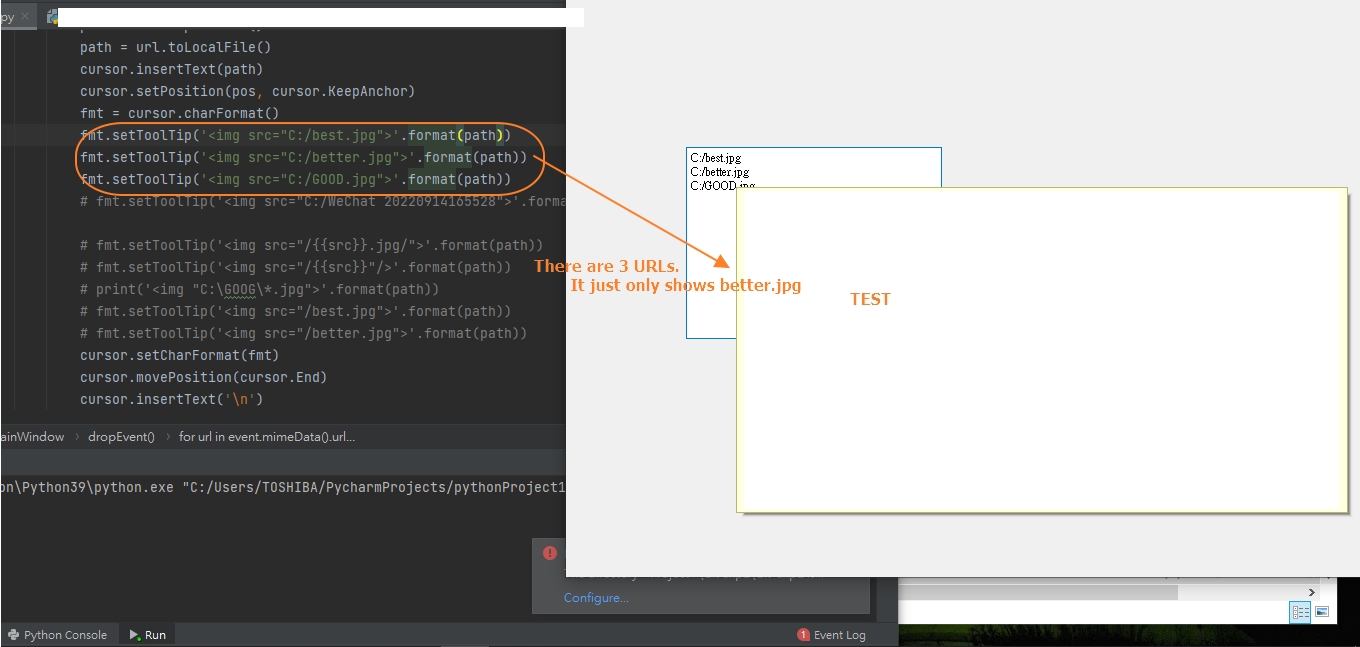 py
path = url.toLocalFile()
cursor.insertText(path)
cursor.setPosition(pos, cursor.KeepAnchor)
fmt = cursor.charFormat()
fmt.setToolTip('<img src="C:/best.jpg">'.format(path))
fmt.setToolTip('<img src="C:/better.jpg">'.format(path))
fmt.setToolTip('<img src="C:/GOOD.jpg">'.format(path))
# fmt.setToolTip('<img src="C:/WeChat 20220914165528">'.forma
# fmt.setToolTip('<img src="/{{src}}.jpg/">'.format(path))
# fmt.setToolTip('<img src="/{{src}}"/>'.format(path))
# print('<img "C:\GOOG\*.jpg">'.format(path))
# fmt.setToolTip('<img src="/best.jpg">'.format(path))
# fmt.setToolTip('<img src="/better.jpg">'.format(path))
cursor.setCharFormat(fmt)
cursor.movePosition(cursor.End)
cursor.insertText('\n')
C:/best.jpg
C:/better.jpg
C:/GOOD.jpg
There are 3 URLs.
It just only shows better.jpg
TEST
ainWindow › dropEvent() › for url in event.mimeData().url...
on\Python39\python.exe "C:/Users/TOSHIBA/PycharmProjects/pythonProject1
Configure...
Python Console
Run
1 Event Log